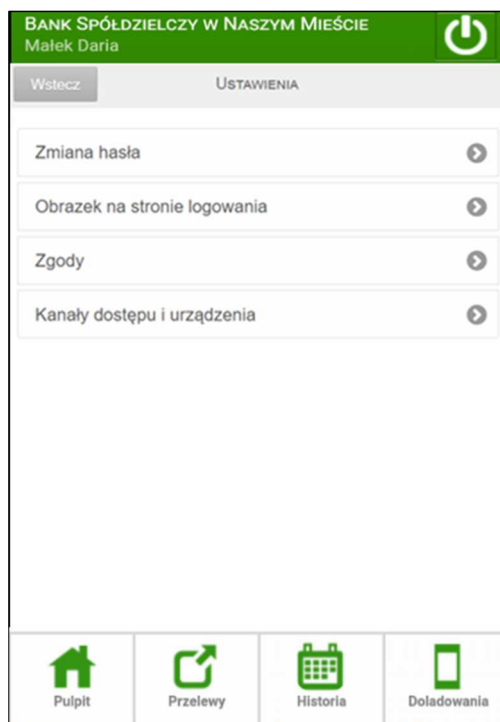 Bank Spółdzielczy w Naszym Mieście
Małek Daria
Wstecz
Ustawienia
Zmiana hasła
Obrazek na stronie logowania
Zgody
Kanały dostępu i urządzenia
Pulpit
Przelewy
Historia
Doladowania